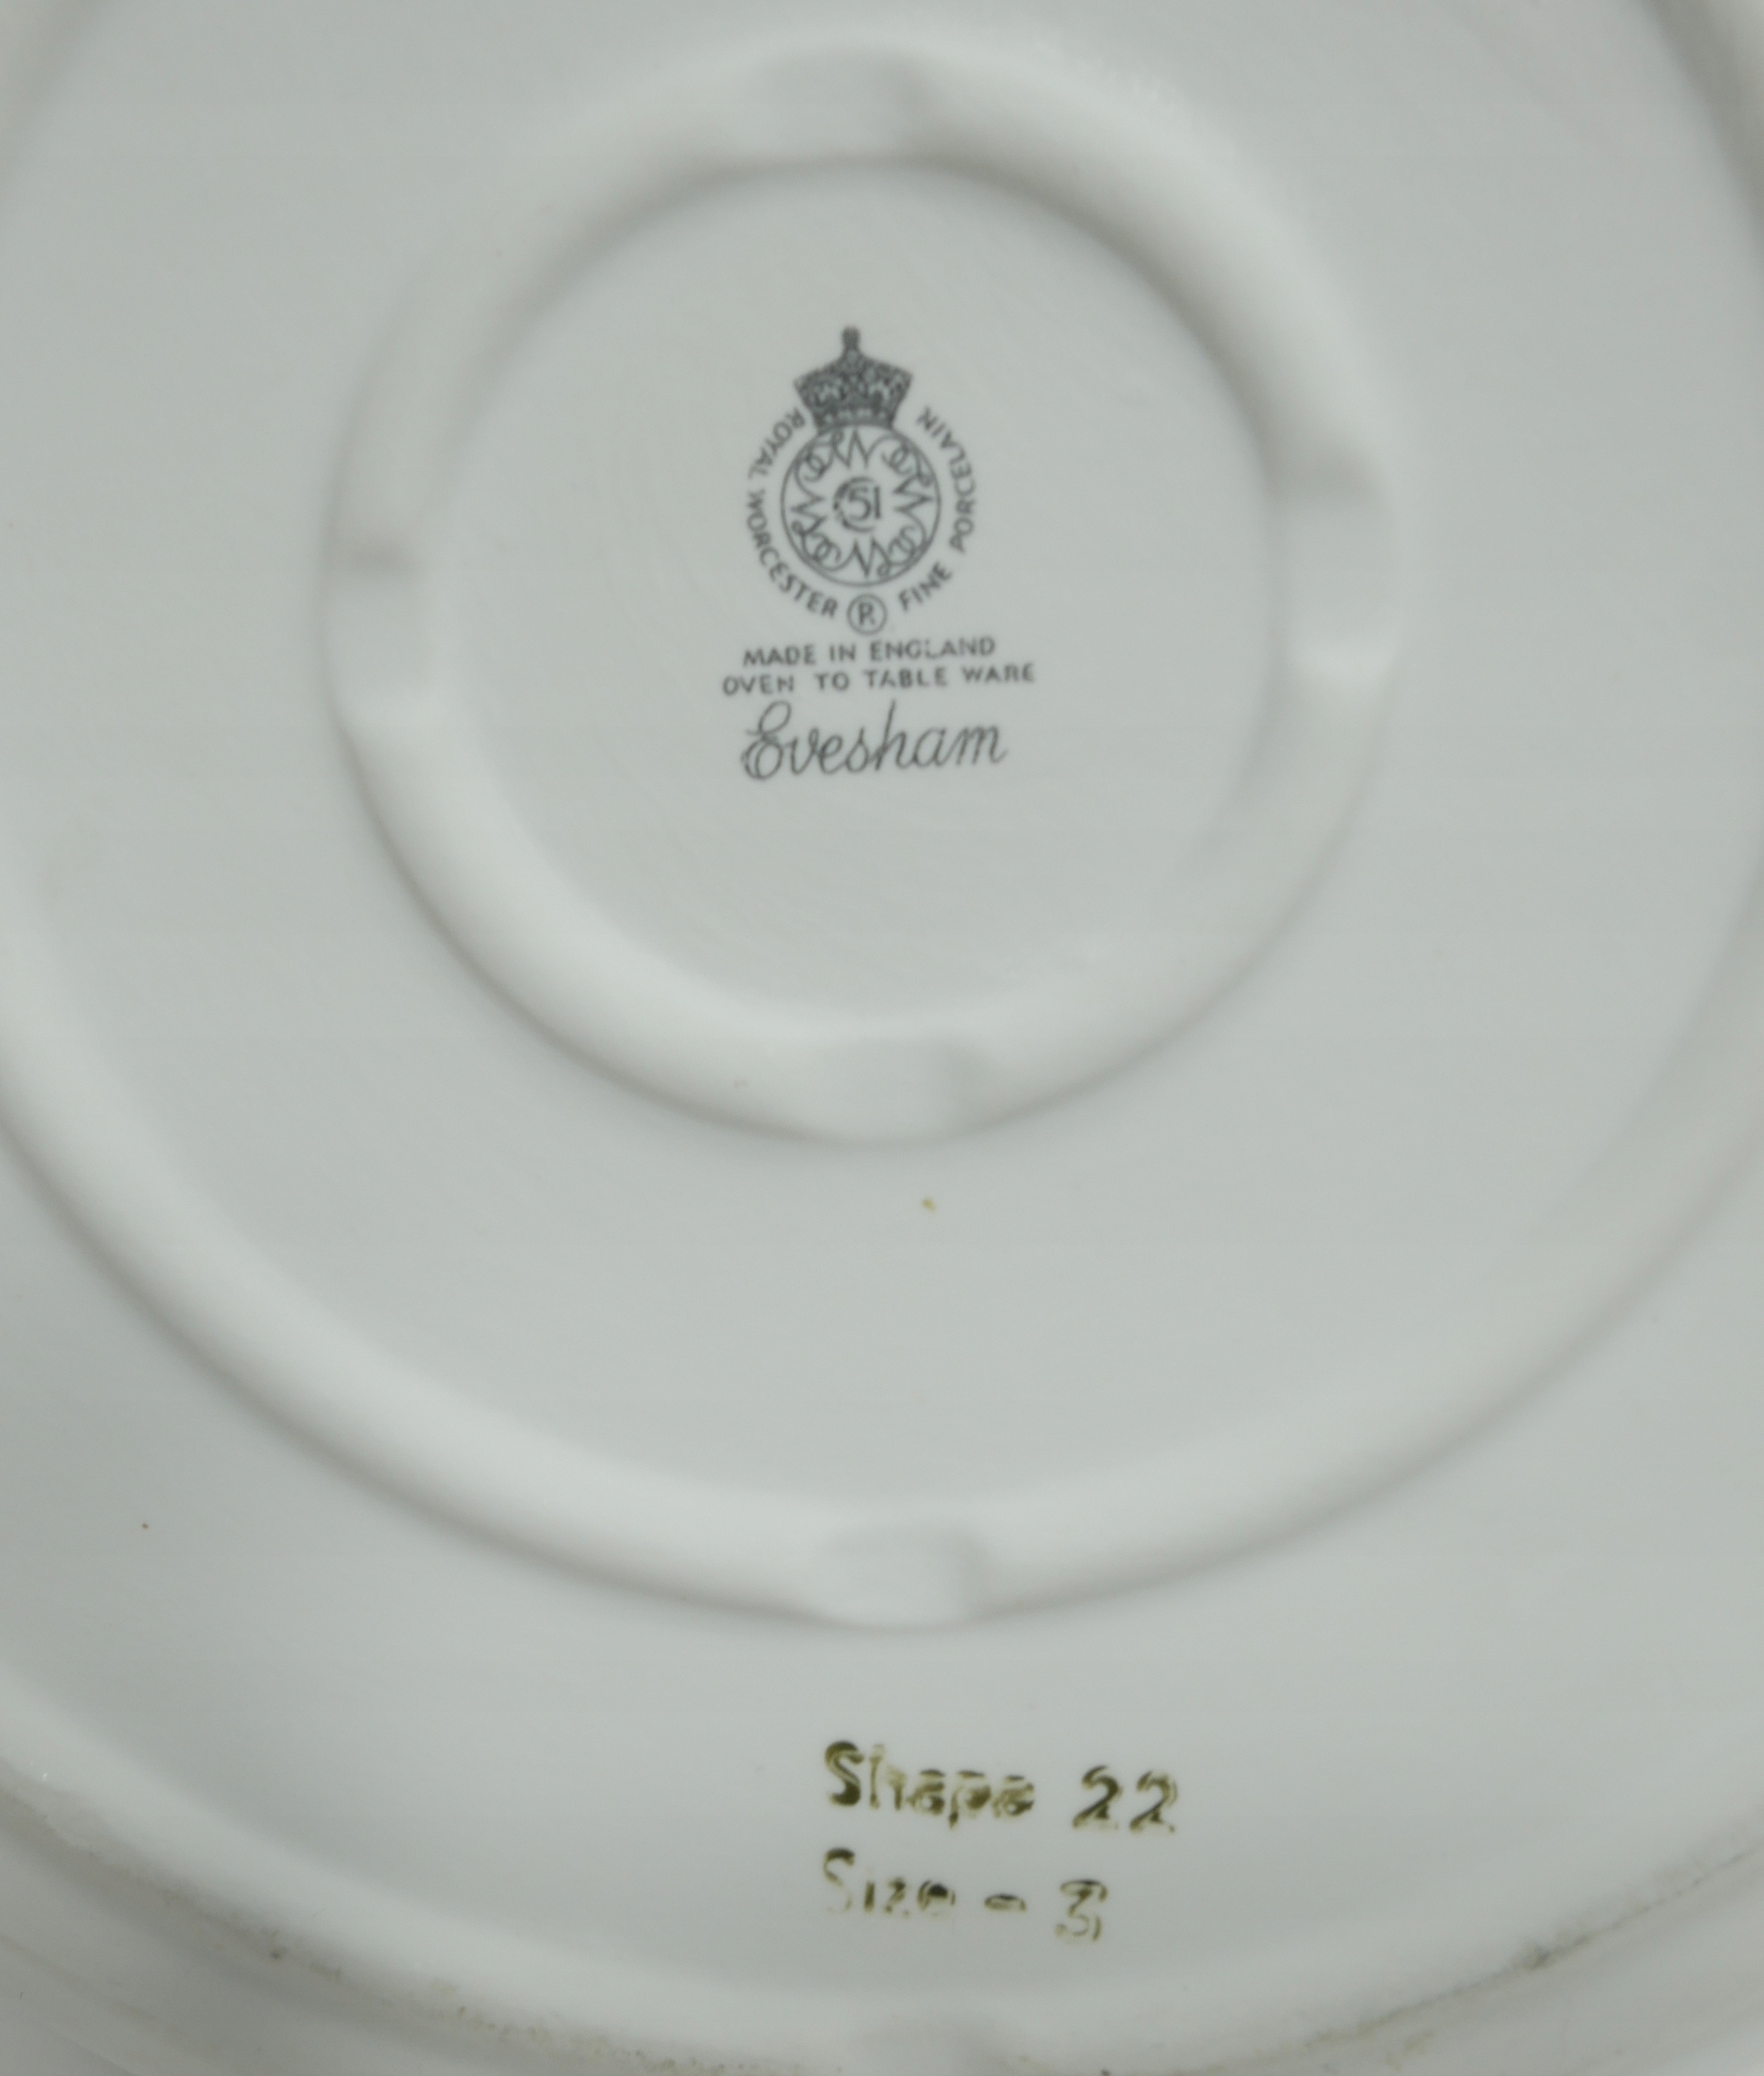 ROYAL WORCESTER ® FINE PORCELAIN
51
MADE IN ENGLAND
OVEN TO TABLE WARE
Evesham
Shape 22
Size - 3